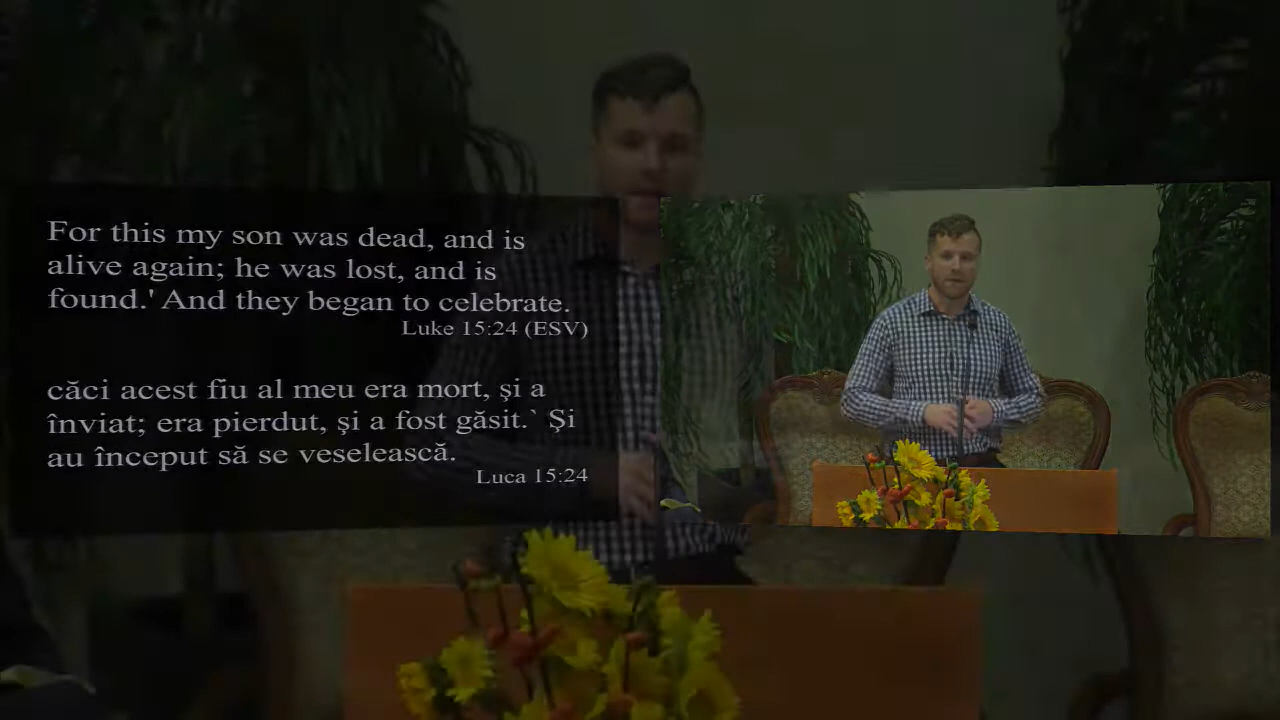 For this my son was dead, and is
alive again; he was lost, and is
found.' And they began to celebrate.
Luke 15:24 (ESV)
căci acest fiu al meu era mort, şi a
înviat; era pierdut, şi a fost găsit.` Şi
au început să se veselească.
Luca 15:24